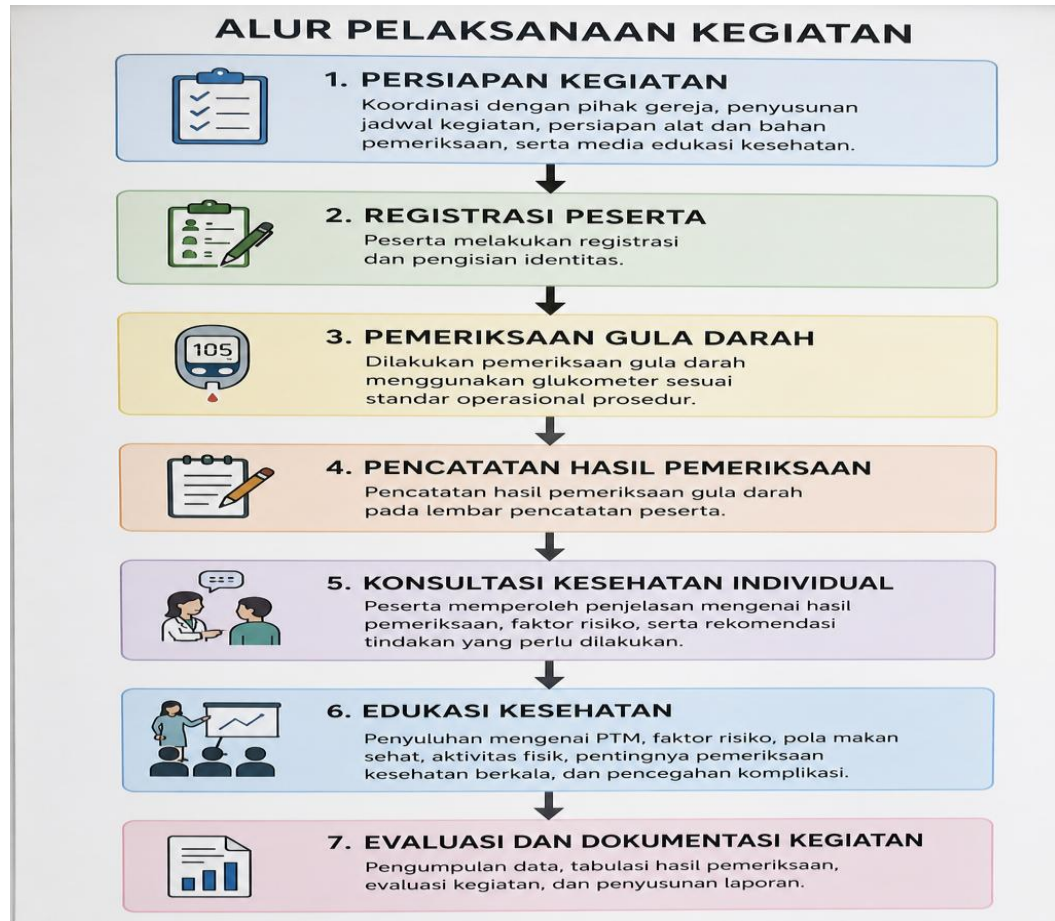 ALUR PELAKSANAAN KEGIATAN
1. PERSIAPAN KEGIATAN
Koordinasi dengan pihak gereja, penyusunan
jadwal kegiatan, persiapan alat dan bahan
pemeriksaan, serta media edukasi kesehatan.
2. REGISTRASI PESERTA
Peserta melakukan registrasi
dan pengisian identitas.
105
3. PEMERIKSAAN GULA DARAH
Dilakukan pemeriksaan gula darah
menggunakan glukometer sesuai
standar operasional prosedur.
4. PENCATATAN HASIL PEMERIKSAAN
Pencatatan hasil pemeriksaan gula darah
pada lembar pencatatan peserta.
5. KONSULTASI KESEHATAN INDIVIDUAL
Peserta memperoleh penjelasan mengenai hasil
pemeriksaan, faktor risiko, serta rekomendasi
tindakan yang perlu dilakukan.
6. EDUKASI KESEHATAN
Penyuluhan mengenai PTM, faktor risiko, pola makan
sehat, aktivitas fisik, pentingnya pemeriksaan
kesehatan berkala, dan pencegahan komplikasi.
7. EVALUASI DAN DOKUMENTASI KEGIATAN
Pengumpulan data, tabulasi hasil pemeriksaan,
evaluasi kegiatan, dan penyusunan laporan.